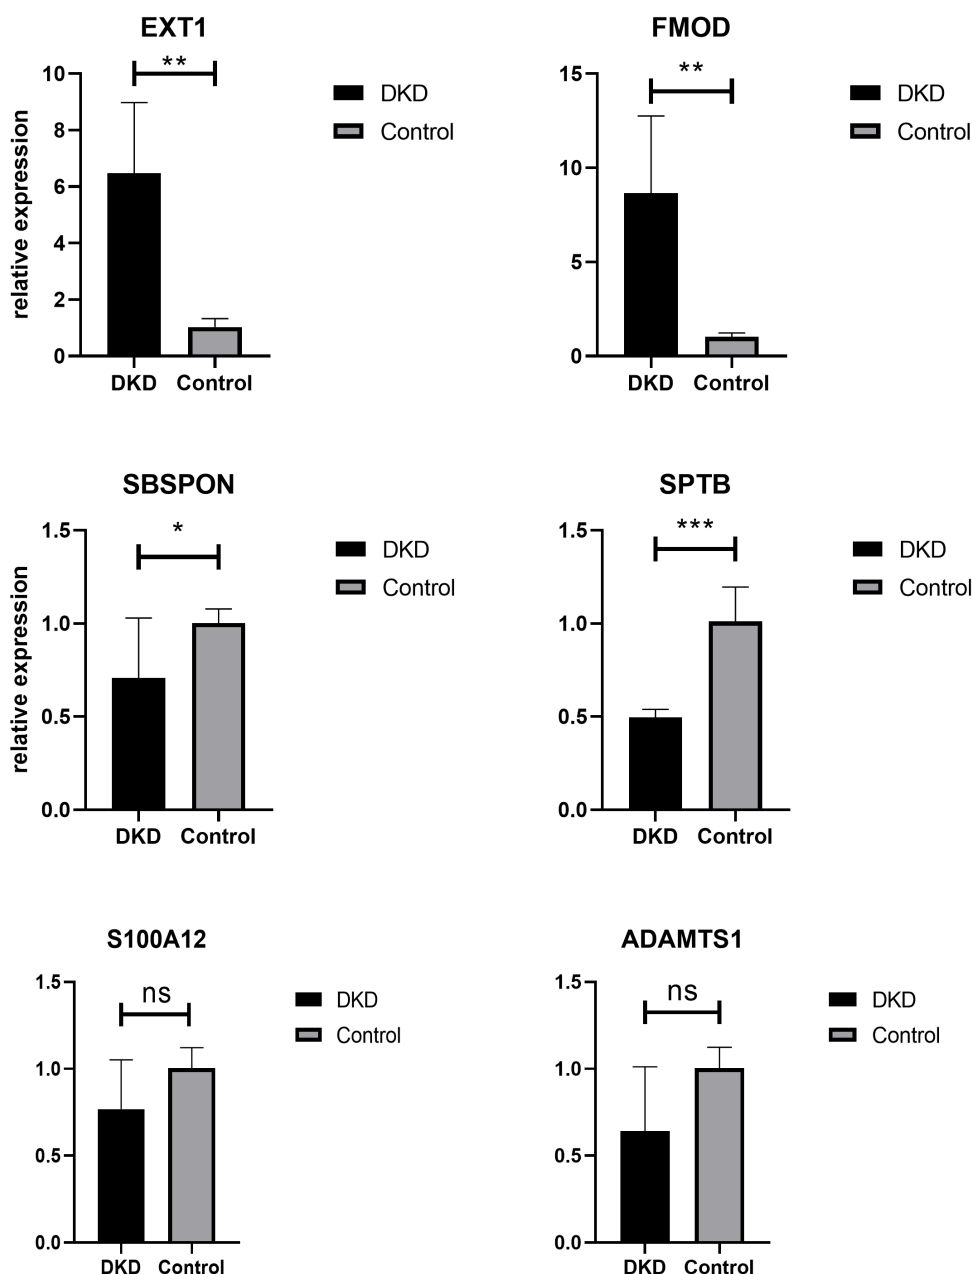 EXT1
**
10
8
6
4
2
0
relative expression
DKD
Control
DKD Control
FMOD
**
15
10
5
0
DKD
Control
DKD Control
SBSPON
*
1.5
1.0
0.5
0.0
relative expression
DKD
Control
DKD Control
SPTB
***
1.5
1.0
0.5
0.0
DKD
Control
DKD Control
S100A12
ns
1.5
1.0
0.5
0.0
DKD
Control
DKD Control
ADAMTS1
ns
1.5
1.0
0.5
0.0
DKD
Control
DKD Control